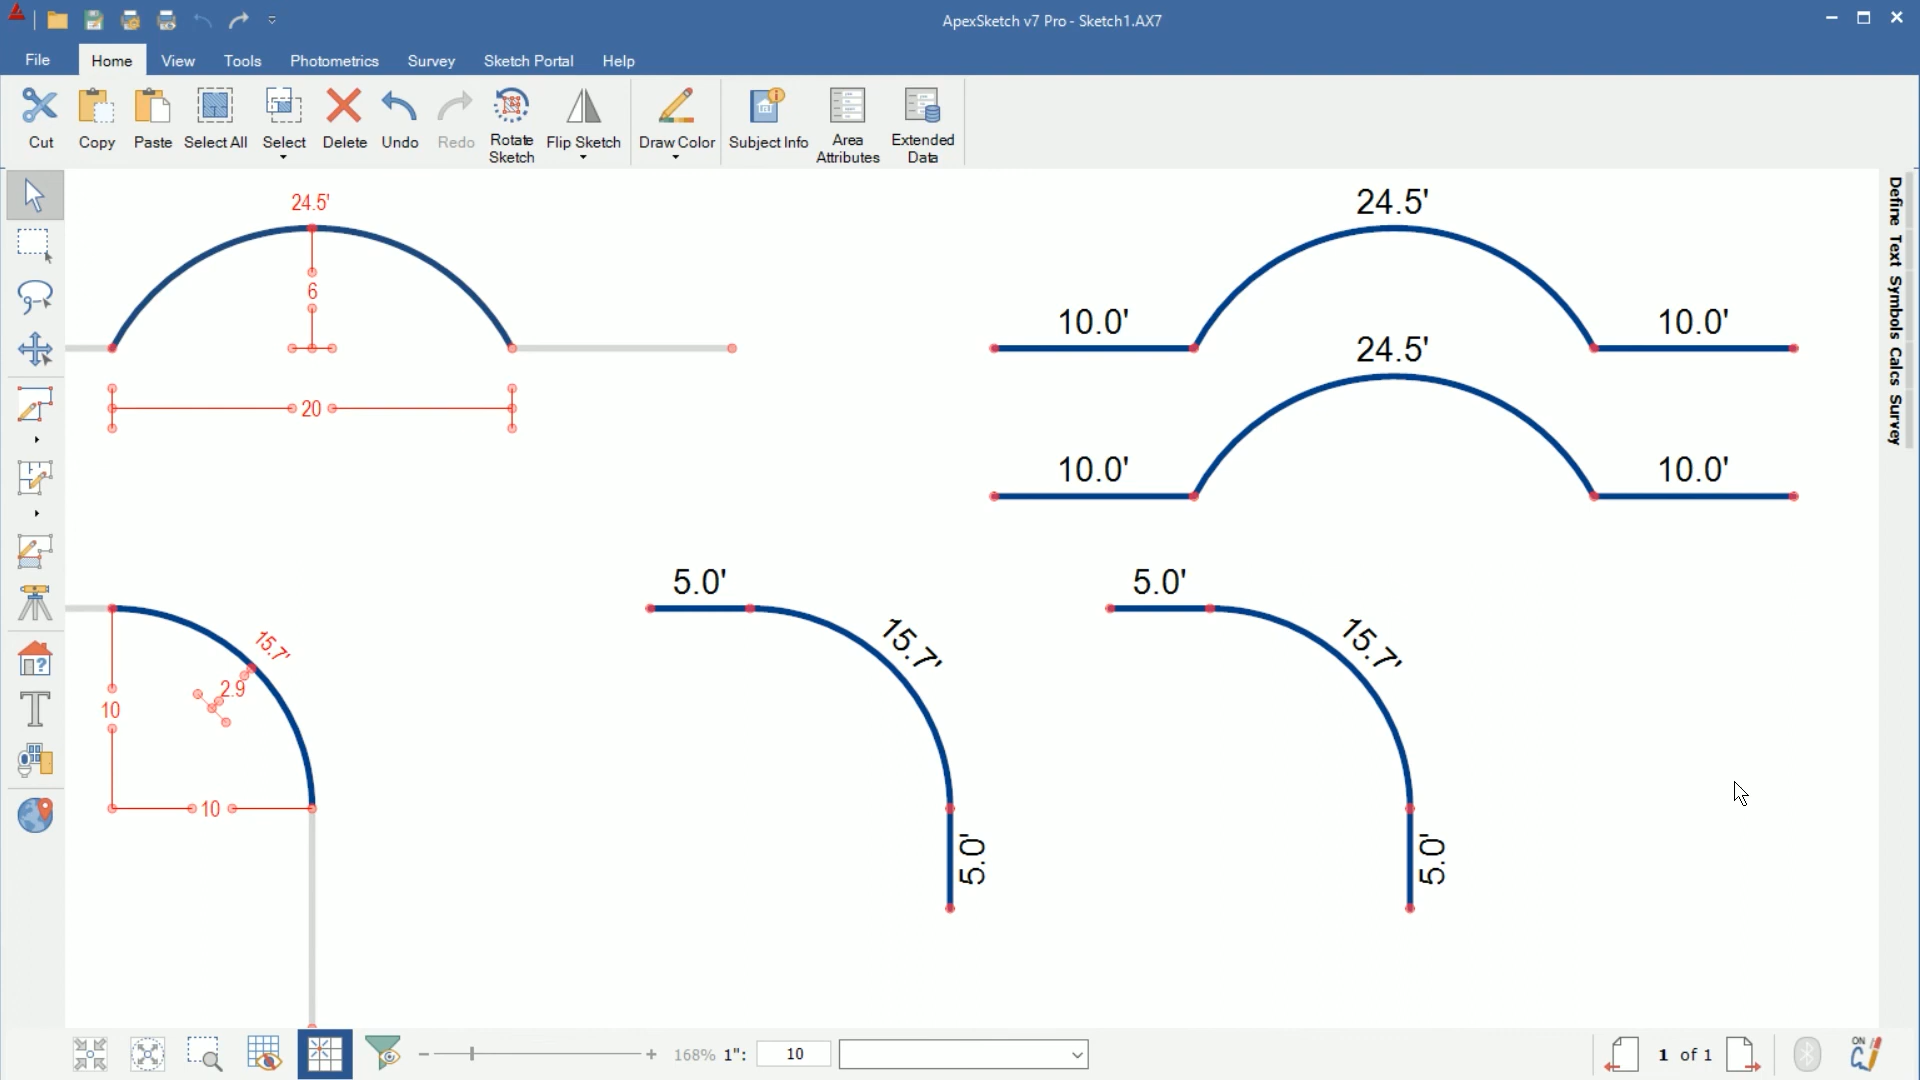 ApexSketch v7 Pro - Sketch1.AX7
File Home View Tools Photometrics Survey Sketch Portal Help
Cut Copy Paste Select All Select Delete Undo Redo Rotate Sketch Flip Sketch Draw Color Subject Info Area Attributes Extended Data
Define Text Symbols Calcs Survey
24.5'
6
20
24.5'
10.0'
10.0'
24.5'
10.0'
10.0'
15.7'
2.9
10
10
5.0'
15.7'
5.0'
5.0'
15.7'
5.0'
168% 1": 10
1 of 1
ON